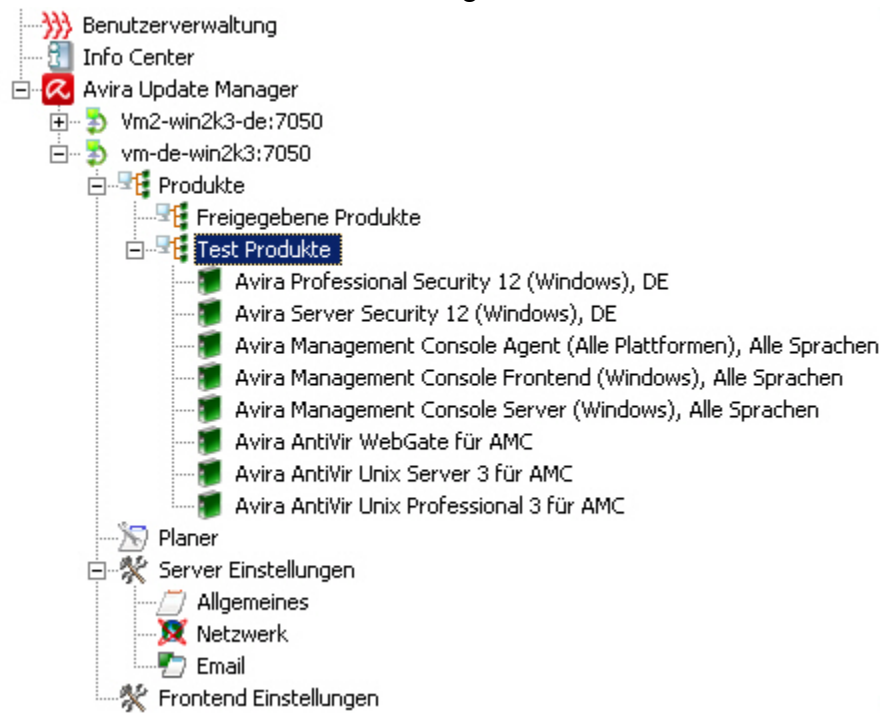 Benutzerverwaltung
Info Center
Avira Update Manager
Vm2-win2k3-de:7050
vm-de-win2k3:7050
Produkte
Freigegebene Produkte
Test Produkte
Avira Professional Security 12 (Windows), DE
Avira Server Security 12 (Windows), DE
Avira Management Console Agent (Alle Plattformen), Alle Sprachen
Avira Management Console Frontend (Windows), Alle Sprachen
Avira Management Console Server (Windows), Alle Sprachen
Avira AntiVir WebGate für AMC
Avira AntiVir Unix Server 3 für AMC
Avira AntiVir Unix Professional 3 für AMC
Planer
Server Einstellungen
Allgemeines
Netzwerk
Email
Frontend Einstellungen